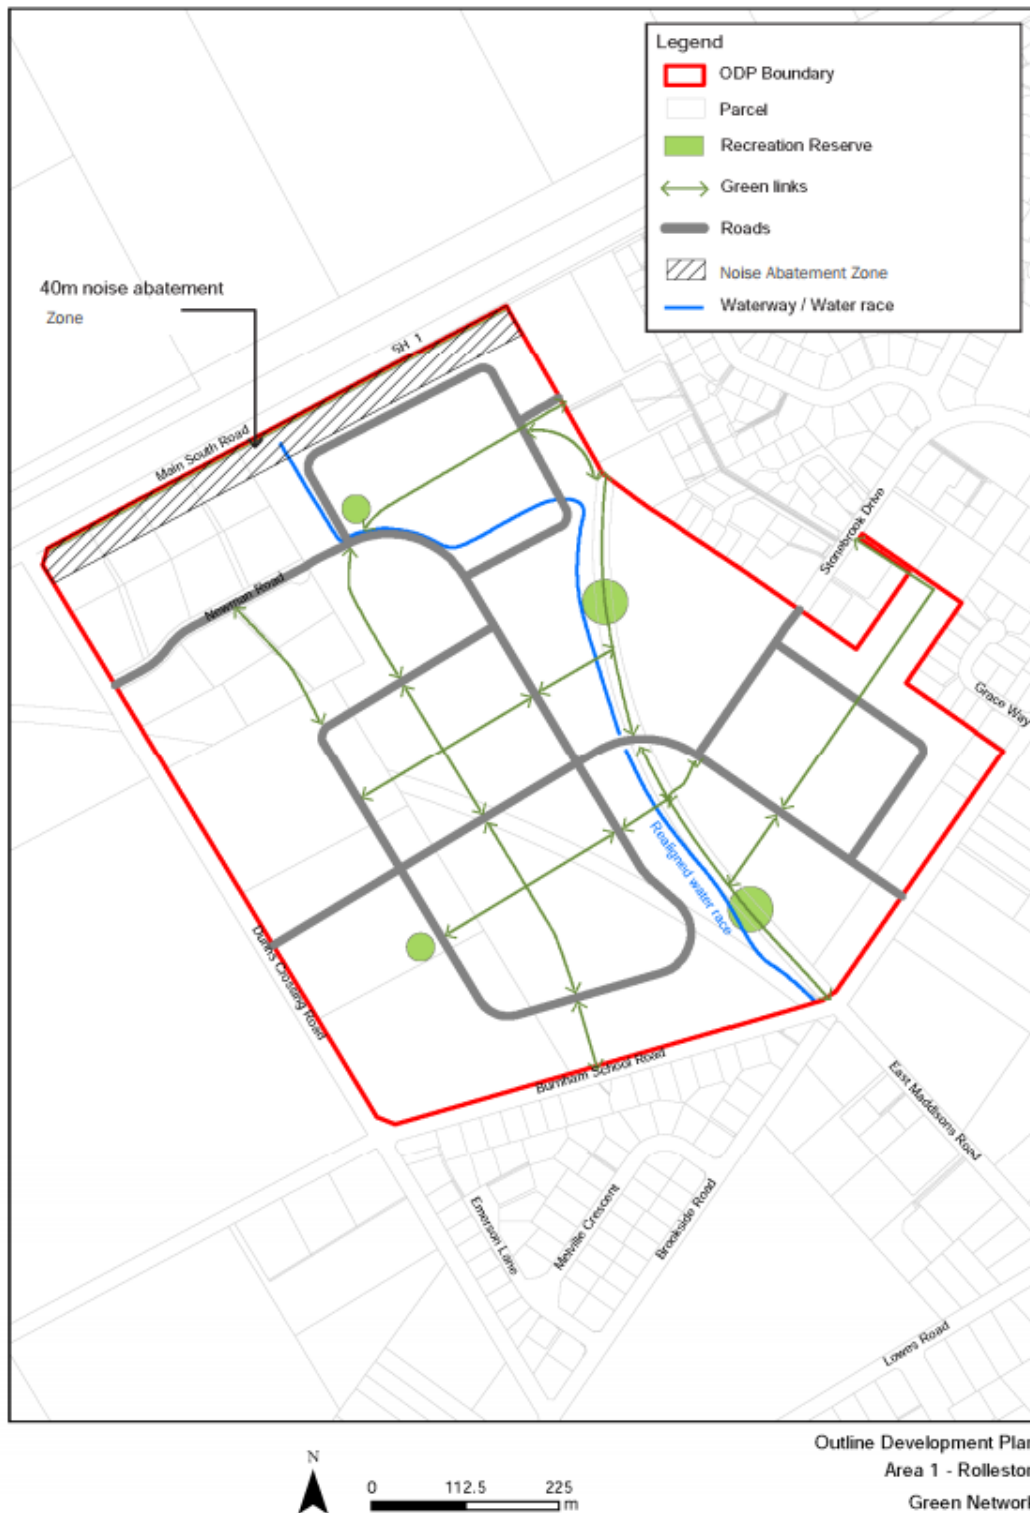 Legend
ODP Boundary
Parcel
Recreation Reserve
Green links
Roads
Noise Abatement Zone
Waterway / Water race
40m noise abatement
Zone
SH 1
Main South Road
Newman Road
Stonebrook Drive
Grace Way
Realigned water race
Dunns Crossing Road
Burnham School Road
East Maddisons Road
Emerson Lane
Melville Crescent
Brookside Road
Lowes Road
N
0 112.5 225
m
Outline Development Plan
Area 1 - Rolleston
Green Network